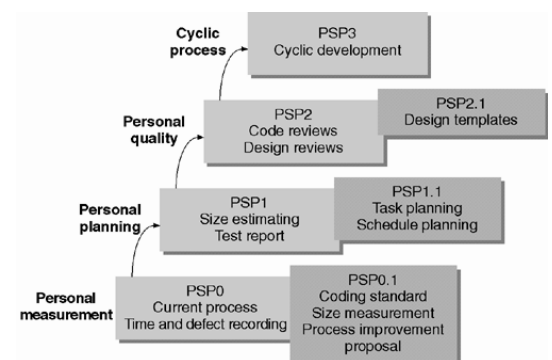 Cyclic
process
PSP3
Cyclic development
Personal
quality
PSP2
Code reviews
Design reviews
PSP2.1
Design templates
Personal
planning
PSP1
Size estimating
Test report
PSP1.1
Task planning
Schedule planning
Personal
measurement
PSP0
Current process
Time and defect recording
PSP0.1
Coding standard
Size measurement
Process improvement
proposal